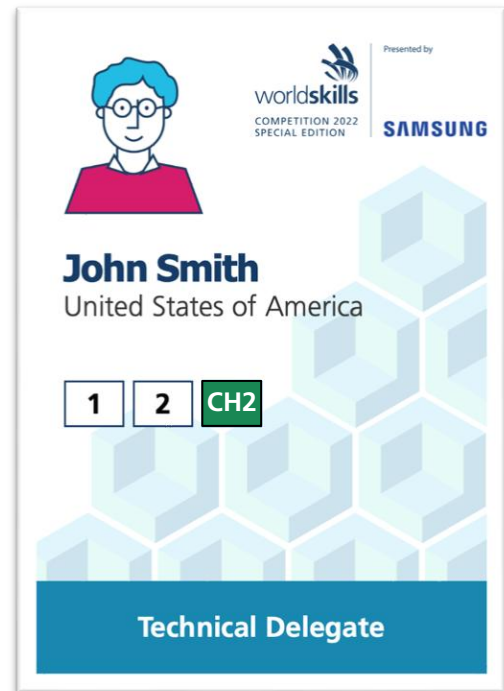 worldskills
COMPETITION 2022
SPECIAL EDITION
Presented by
SAMSUNG
John Smith
United States of America
1 2 CH2
Technical Delegate